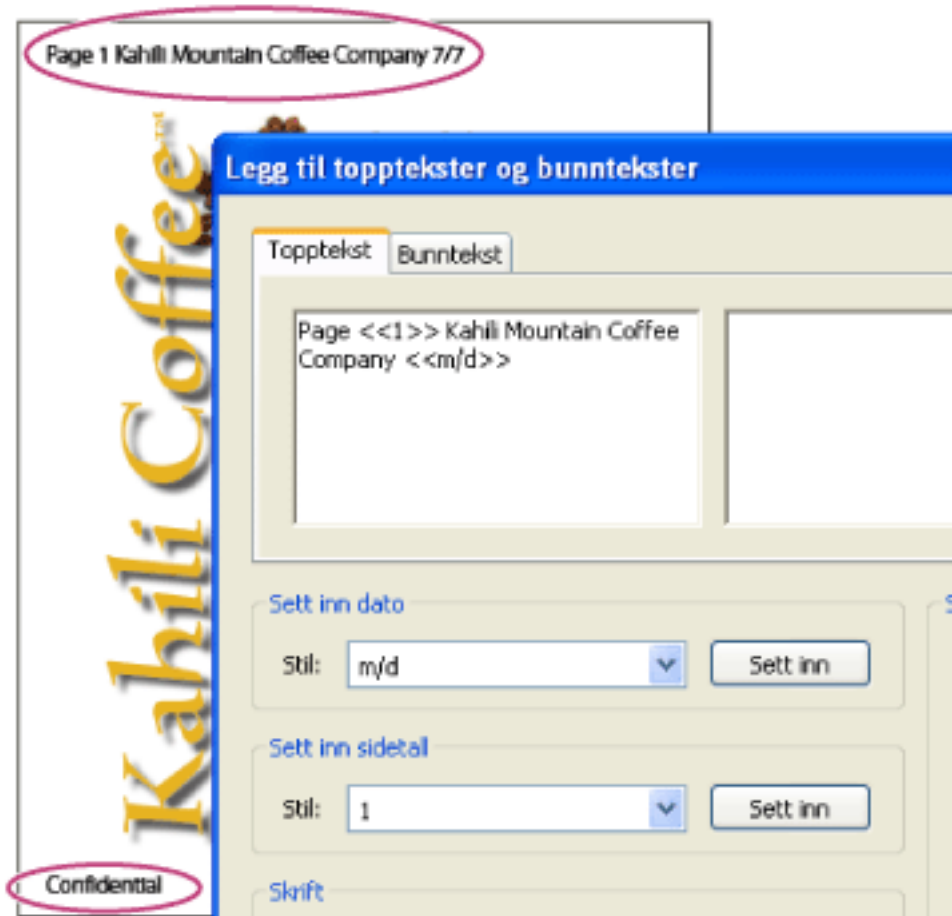 Page 1 Kahili Mountain Coffee Company 7/7
Kahili Coffee™
Legg til topptekster og bunntekster
Topptekst
Bunntekst
Page <<1>> Kahili Mountain Coffee
Company <<m/d>>
Sett inn dato
S
Stil:
m/d
Sett inn
Sett inn sidetall
Stil:
1
Sett inn
Skrift
Confidential